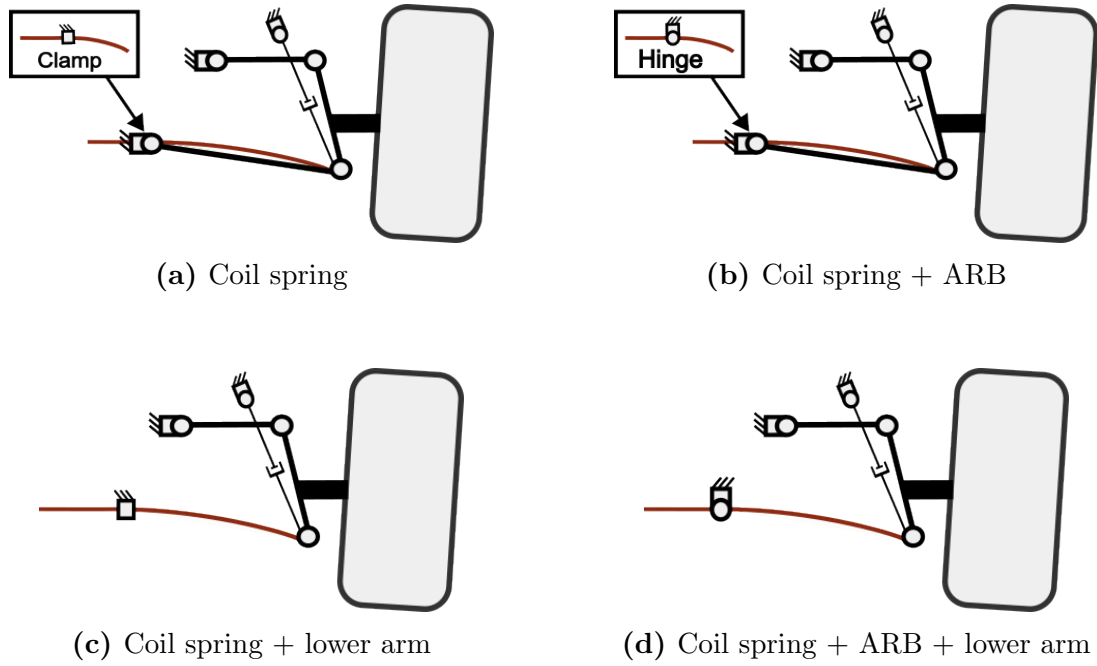 Clamp
Hinge
(a) Coil spring
(b) Coil spring + ARB
(c) Coil spring + lower arm
(d) Coil spring + ARB + lower arm